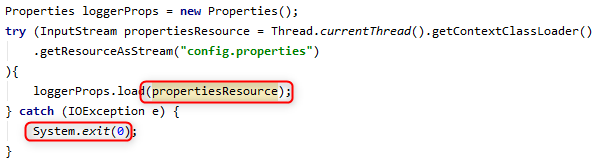 Properties loggerProps = new Properties();
try (InputStream propertiesResource = Thread.currentThread().getContextClassLoader()
.getResourceAsStream("config.properties")
){
loggerProps.load(propertiesResource);
} catch (IOException e) {
System.exit(0);
}